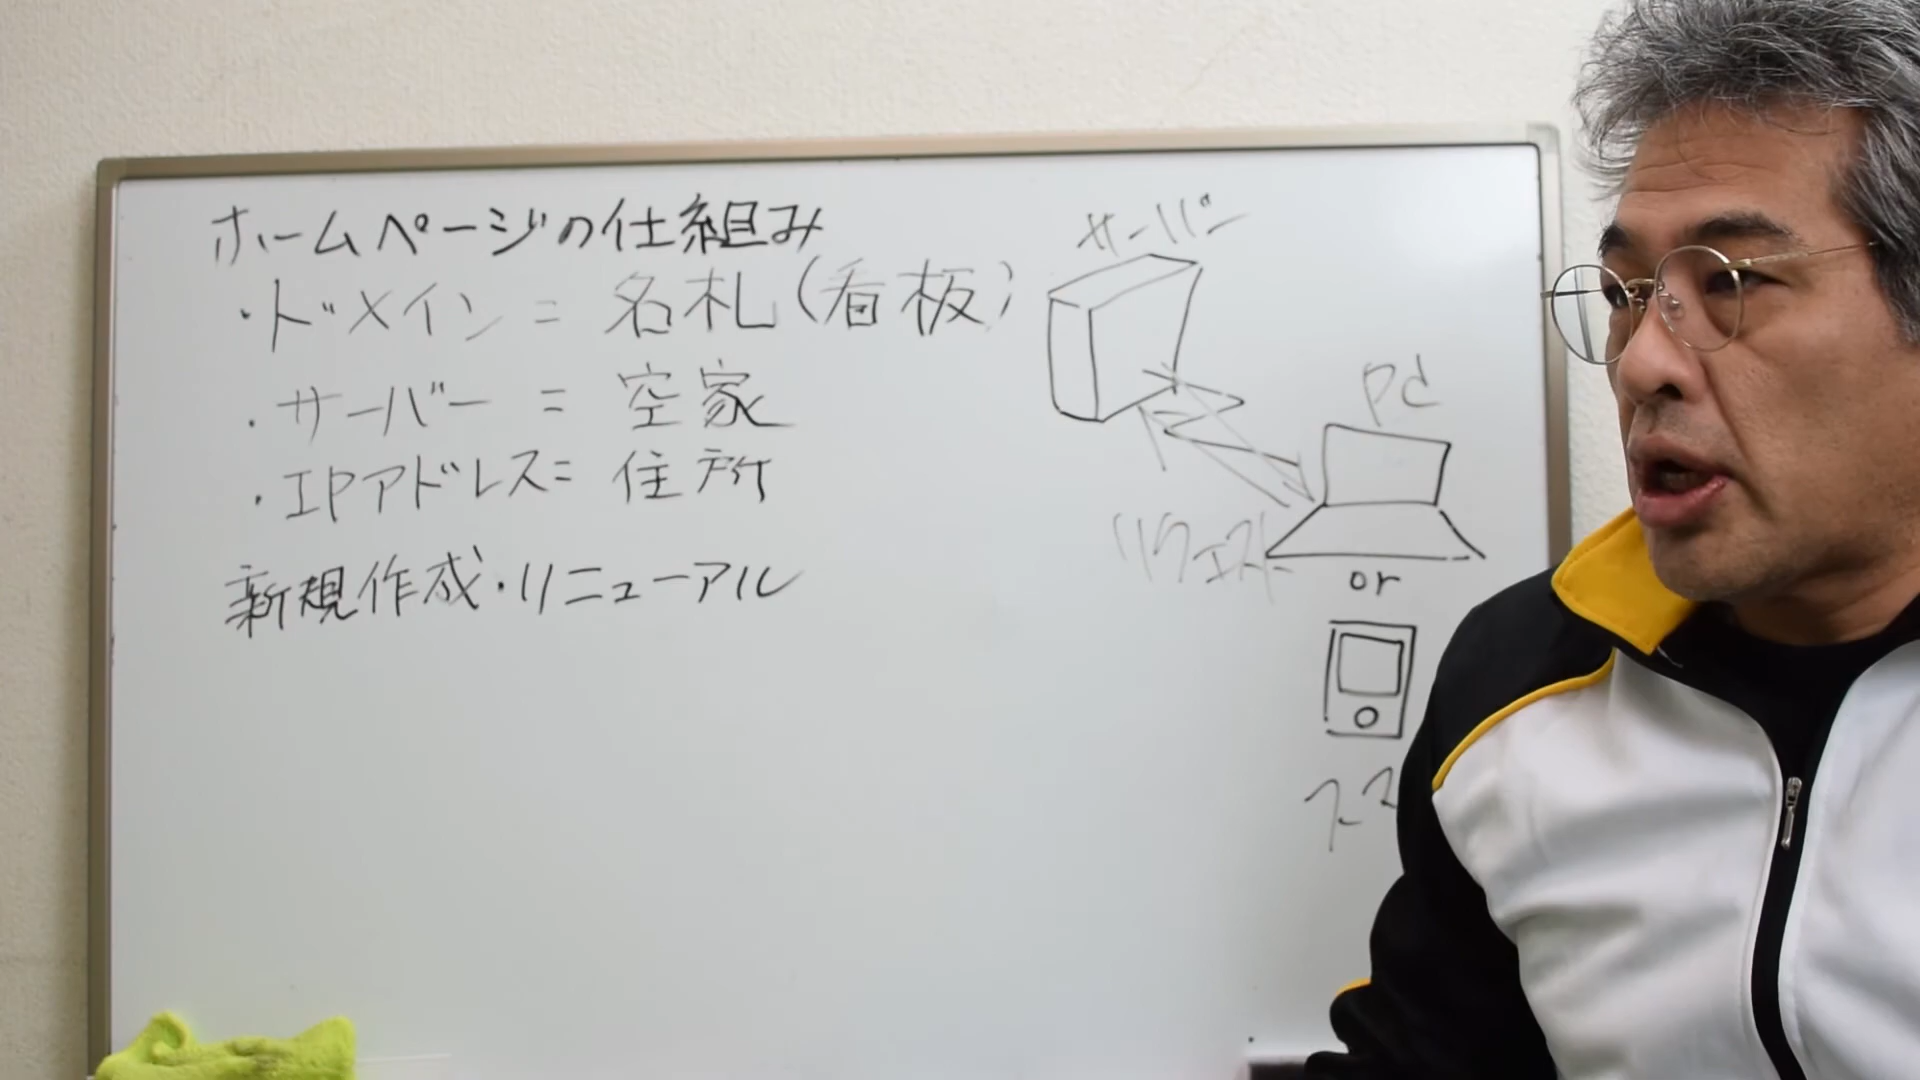 ホームページの仕組み
・ドメイン = 名札(看板)
・サーバー = 空家
・IPアドレス= 住所
新規作成・リニューアル
サーバー
PC
リクエスト
or